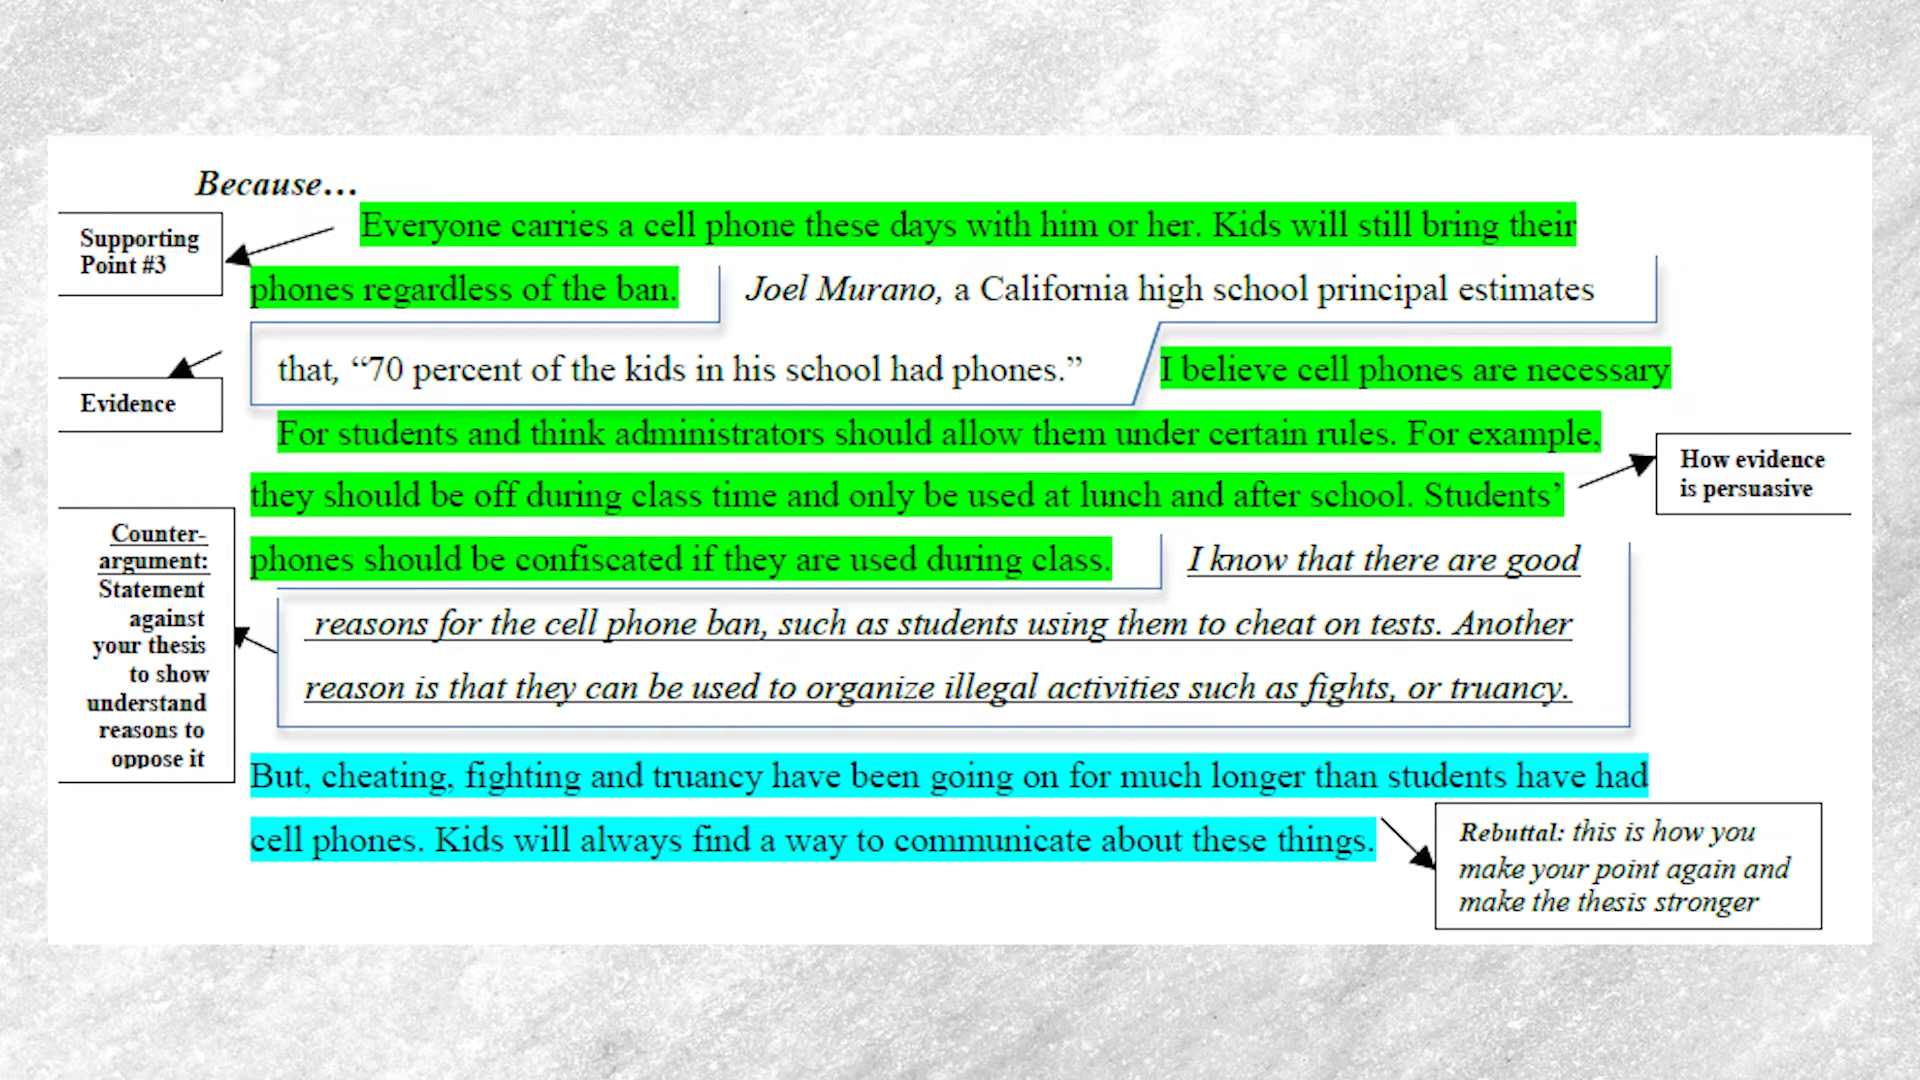 Because…
Supporting
Point #3
Everyone carries a cell phone these days with him or her. Kids will still bring their
phones regardless of the ban.
Joel Murano, a California high school principal estimates
Evidence
that, “70 percent of the kids in his school had phones.”
I believe cell phones are necessary
For students and think administrators should allow them under certain rules. For example,
they should be off during class time and only be used at lunch and after school. Students’
phones should be confiscated if they are used during class.
How evidence
is persuasive
Counter-
argument:
Statement
against
your thesis
to show
understand
reasons to
oppose it
I know that there are good
reasons for the cell phone ban, such as students using them to cheat on tests. Another
reason is that they can be used to organize illegal activities such as fights, or truancy.
But, cheating, fighting and truancy have been going on for much longer than students have had
cell phones. Kids will always find a way to communicate about these things.
Rebuttal: this is how you
make your point again and
make the thesis stronger